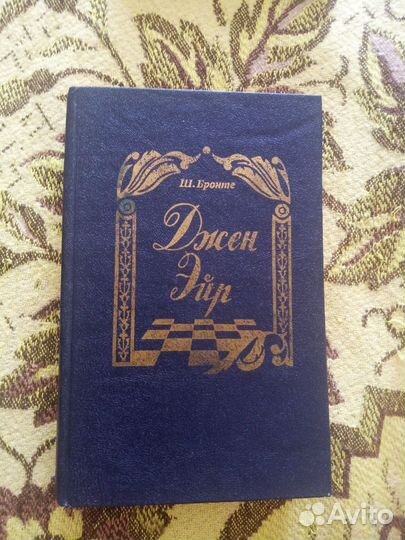 Ш. Бронте
Джен
Эйр
Avito